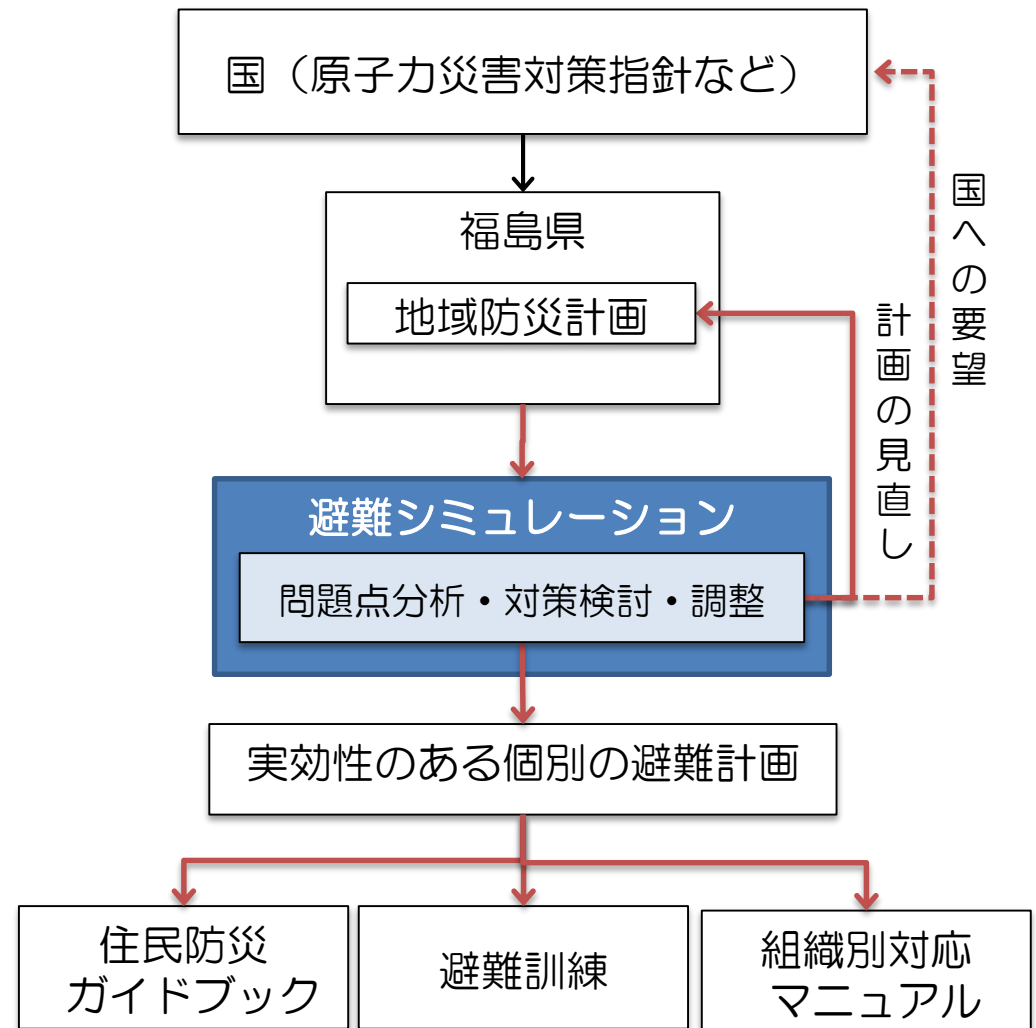 国（原子力災害対策指針など）
福島県
地域防災計画
国への要望
計画の見直し
避難シミュレーション
問題点分析・対策検討・調整
実効性のある個別の避難計画
住民防災
ガイドブック
避難訓練
組織別対応
マニュアル